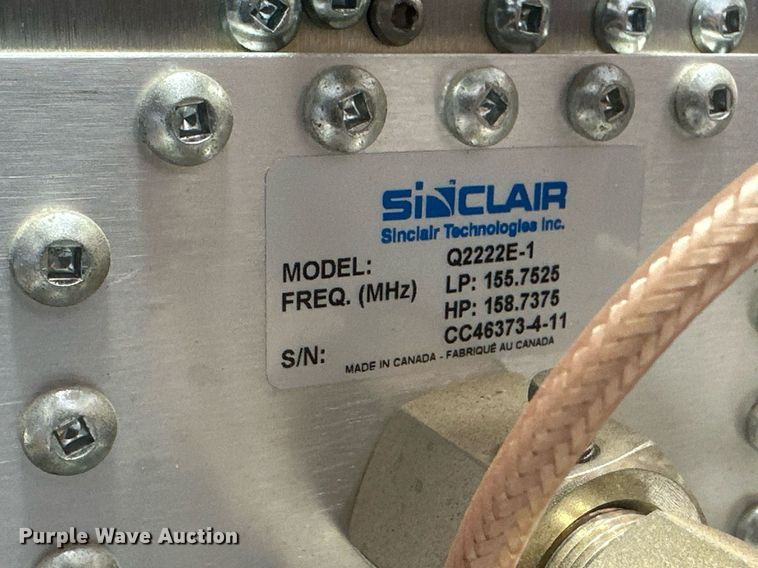 SINCLAIR
Sinclair Technologies Inc.
MODEL: Q2222E-1
FREQ. (MHz) LP: 155.7525
HP: 158.7375
S/N: CC46373-4-11
MADE IN CANADA - FABRIQUÉ AU CANADA
Purple Wave Auction